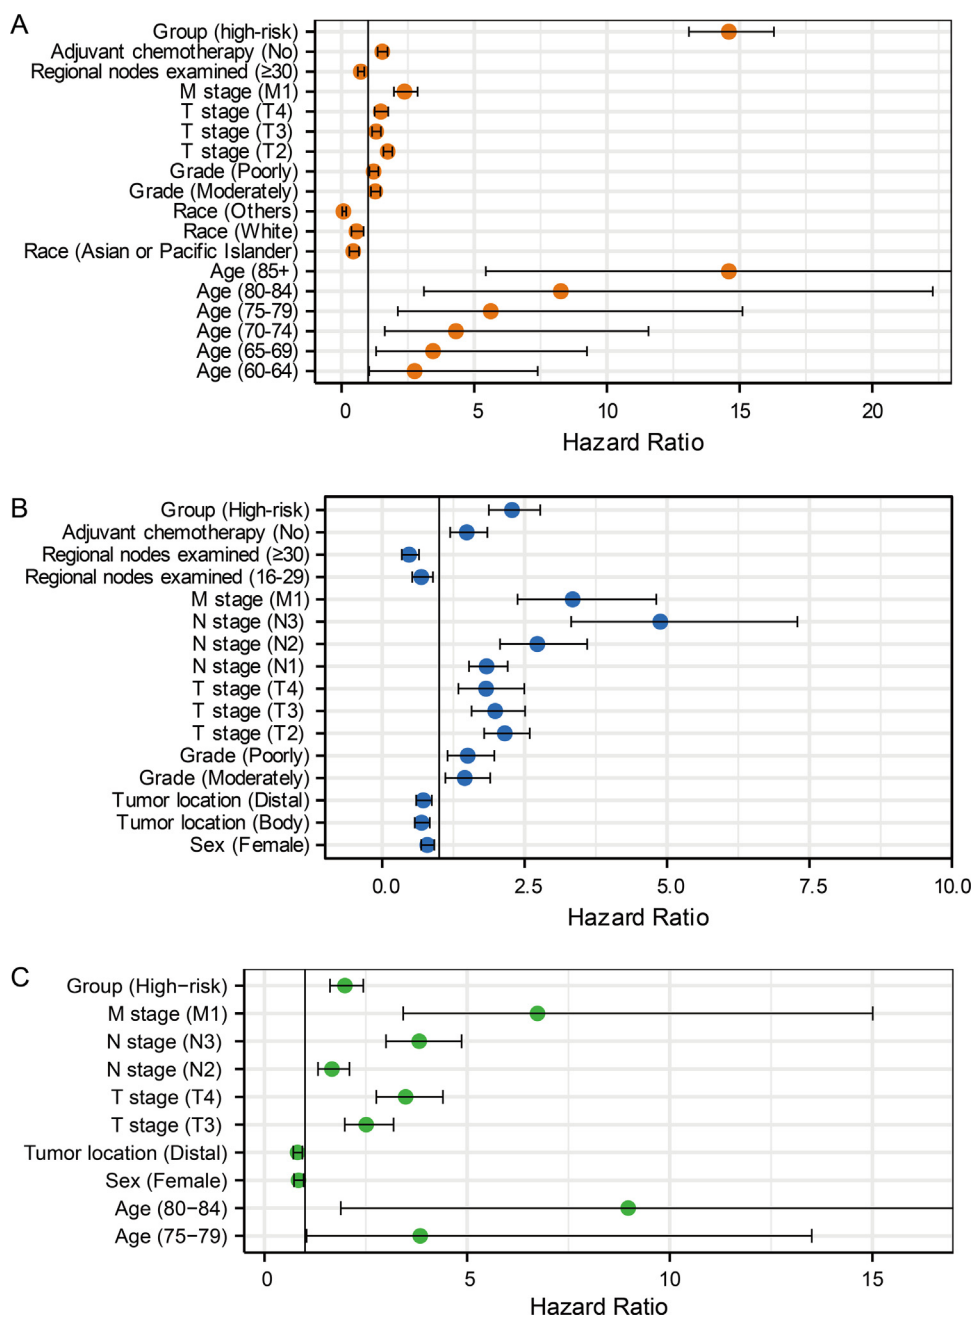 A
Group (high-risk)
Adjuvant chemotherapy (No)
Regional nodes examined (≥30)
M stage (M1)
T stage (T4)
T stage (T3)
T stage (T2)
Grade (Poorly)
Grade (Moderately)
Race (Others)
Race (White)
Race (Asian or Pacific Islander)
Age (85+)
Age (80-84)
Age (75-79)
Age (70-74)
Age (65-69)
Age (60-64)
0 5 10 15 20
Hazard Ratio
B
Group (High-risk)
Adjuvant chemotherapy (No)
Regional nodes examined (≥30)
Regional nodes examined (16-29)
M stage (M1)
N stage (N3)
N stage (N2)
N stage (N1)
T stage (T4)
T stage (T3)
T stage (T2)
Grade (Poorly)
Grade (Moderately)
Tumor location (Distal)
Tumor location (Body)
Sex (Female)
0.0 2.5 5.0 7.5 10.0
Hazard Ratio
C
Group (High−risk)
M stage (M1)
N stage (N3)
N stage (N2)
T stage (T4)
T stage (T3)
Tumor location (Distal)
Sex (Female)
Age (80−84)
Age (75−79)
0 5 10 15
Hazard Ratio